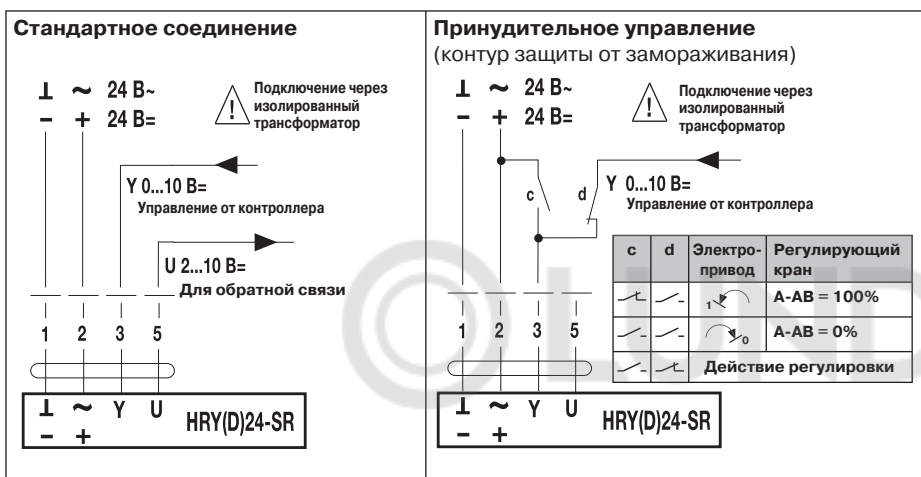 Стандартное соединение
⊥ ~ 24 В~
– + 24 В=
! Подключение через
изолированный
трансформатор
Y 0...10 В=
Управление от контроллера
U 2...10 В=
Для обратной связи
1 2 3 5
⊥ ~ Y U
– +
HRY(D)24-SR
Принудительное управление
(контур защиты от замораживания)
⊥ ~ 24 В~
– + 24 В=
! Подключение через
изолированный
трансформатор
c d Y 0...10 В=
Управление от контроллера
c d Электро-
привод Регулирующий
кран
1 A-AB = 100%
0 A-AB = 0%
Действие регулировки
1 2 3 5
⊥ ~ Y U
– +
HRY(D)24-SR
LUND